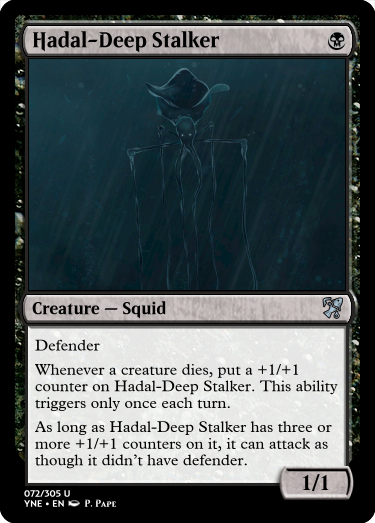 Hadal-Deep Stalker
Creature — Squid
Defender
Whenever a creature dies, put a +1/+1
counter on Hadal-Deep Stalker. This ability
triggers only once each turn.
As long as Hadal-Deep Stalker has three or
more +1/+1 counters on it, it can attack as
though it didn't have defender.
1/1
072/305 U
YNE • EN P. Pape